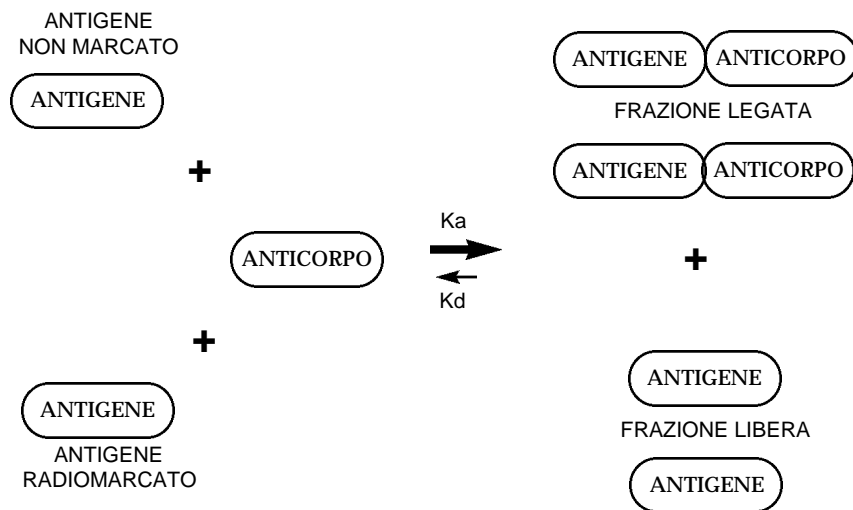 ANTIGENE
NON MARCATO
ANTIGENE
+
ANTICORPO
+
ANTIGENE
ANTIGENE
RADIOMARCATO
Ka
Kd
ANTIGENE ANTICORPO
FRAZIONE LEGATA
ANTIGENE ANTICORPO
+
ANTIGENE
FRAZIONE LIBERA
ANTIGENE